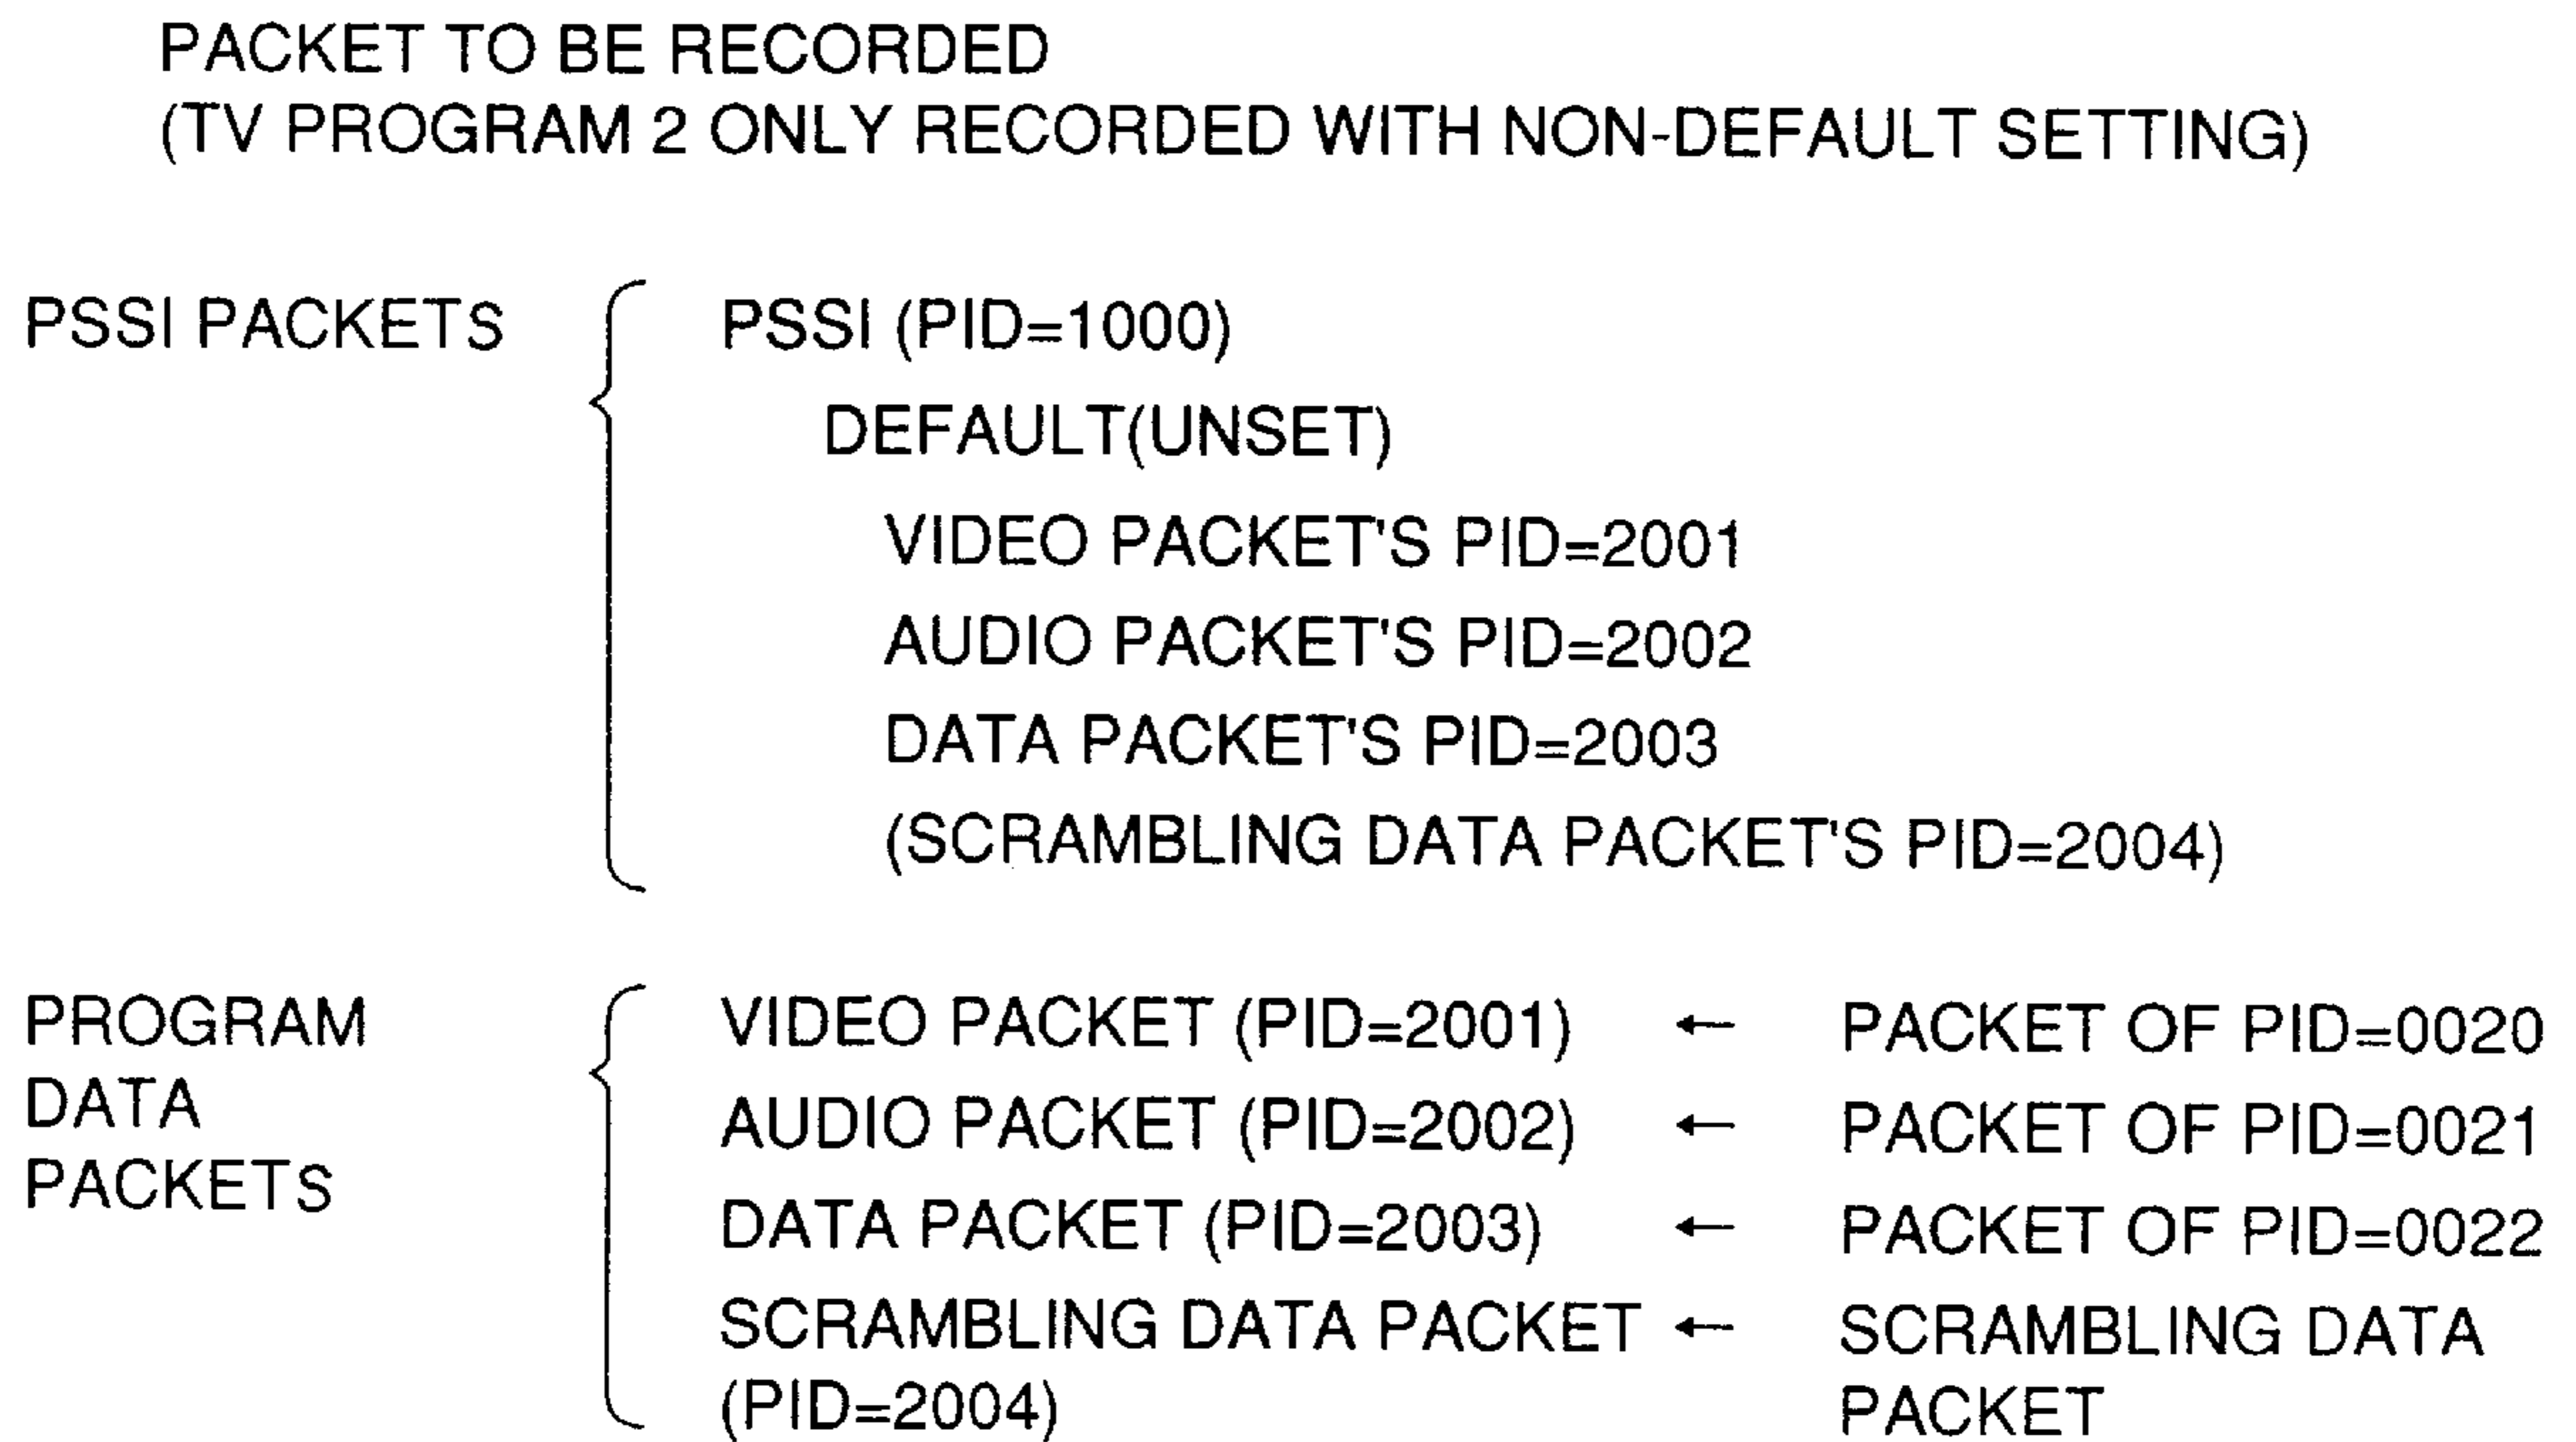 PACKET TO BE RECORDED
(TV PROGRAM 2 ONLY RECORDED WITH NON-DEFAULT SETTING)
PSSI PACKETS
PSSI (PID=1000)
DEFAULT(UNSET)
VIDEO PACKET'S PID=2001
AUDIO PACKET'S PID=2002
DATA PACKET'S PID=2003
(SCRAMBLING DATA PACKET'S PID=2004)
PROGRAM
DATA
PACKETS
VIDEO PACKET (PID=2001) ← PACKET OF PID=0020
AUDIO PACKET (PID=2002) ← PACKET OF PID=0021
DATA PACKET (PID=2003) ← PACKET OF PID=0022
SCRAMBLING DATA PACKET ← SCRAMBLING DATA
(PID=2004) PACKET